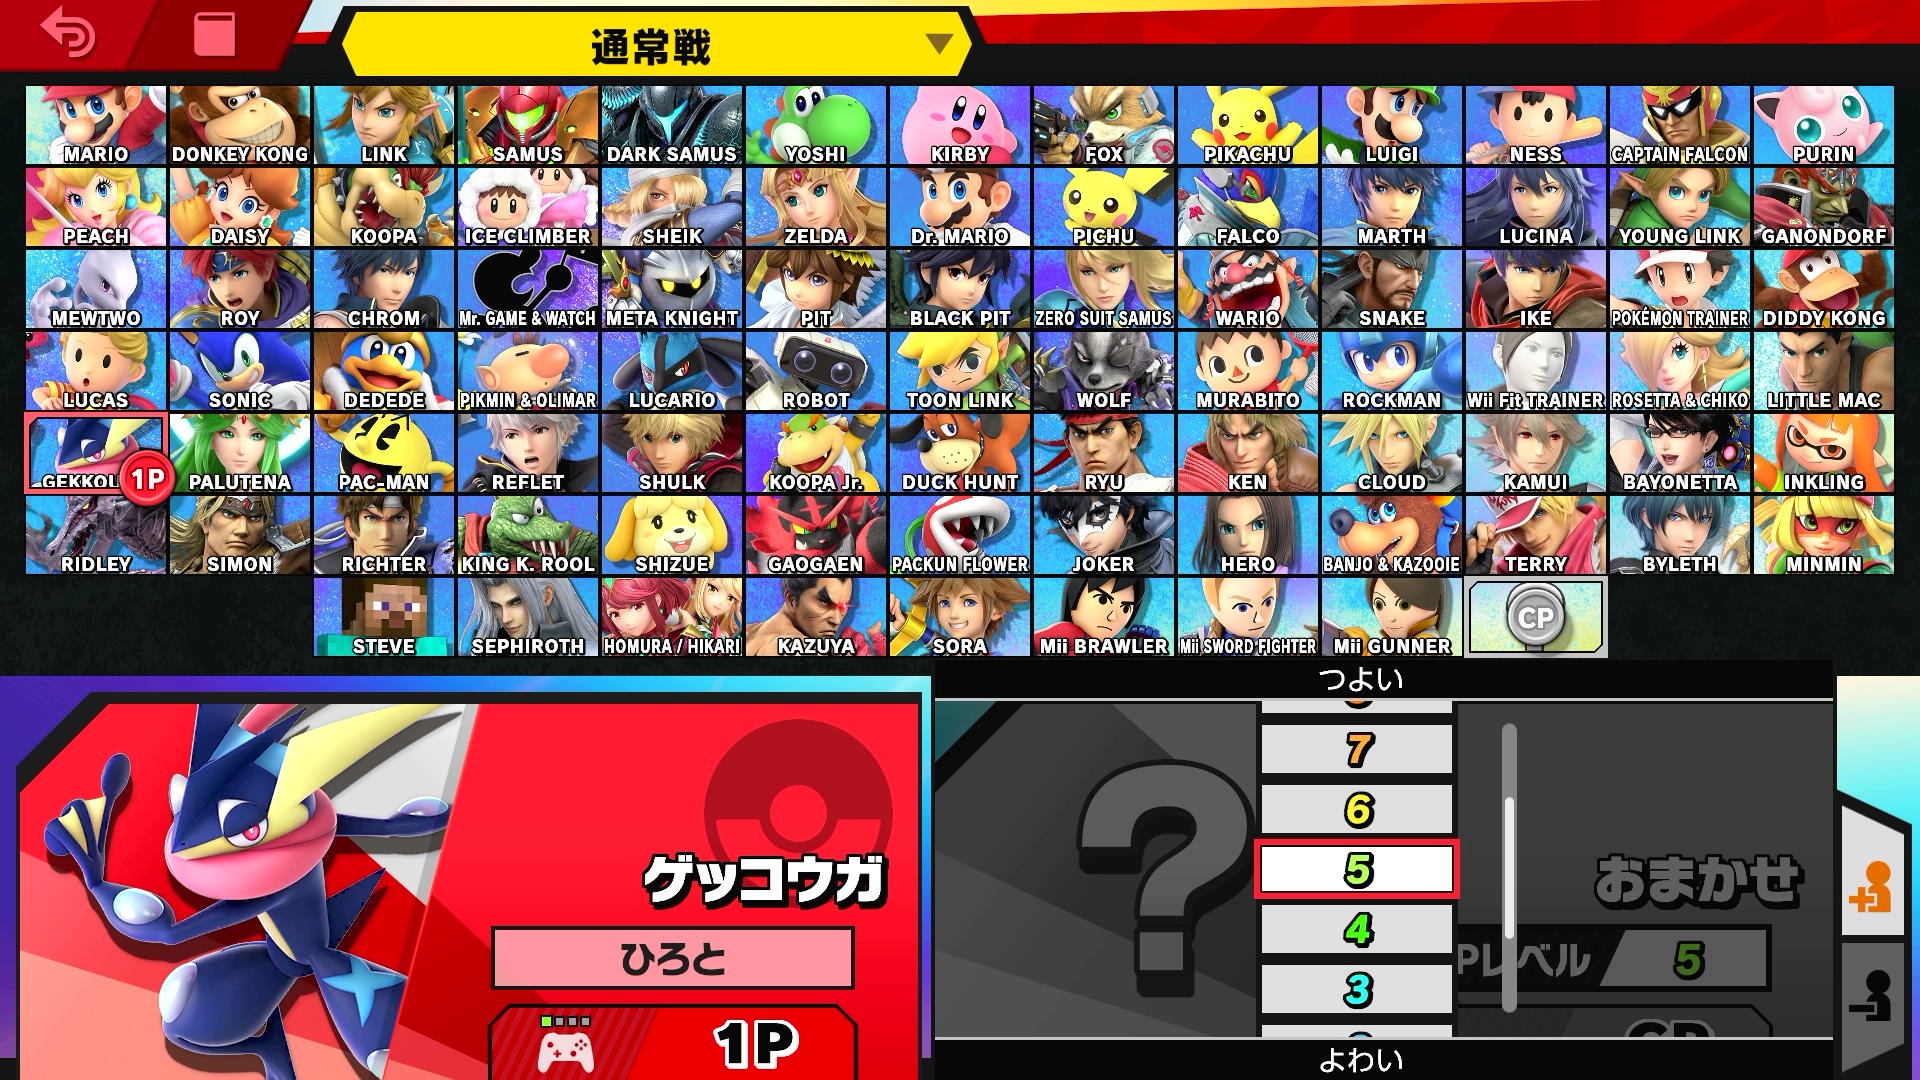 通常戦
MARIO DONKEY KONG LINK SAMUS DARK SAMUS YOSHI KIRBY FOX PIKACHU LUIGI NESS CAPTAIN FALCON PURIN
PEACH DAISY KOOPA ICE CLIMBER SHEIK ZELDA Dr. MARIO PICHU FALCO MARTH LUCINA YOUNG LINK GANONDORF
MEWTWO ROY CHROM Mr. GAME & WATCH META KNIGHT PIT BLACK PIT ZERO SUIT SAMUS WARIO SNAKE IKE POKÉMON TRAINER DIDDY KONG
LUCAS SONIC DEDEDE PIKMIN & OLIMAR LUCARIO ROBOT TOON LINK WOLF MURABITO ROCKMAN Wii Fit TRAINER ROSETTA & CHIKO LITTLE MAC
GEKKOU 1P PALUTENA PAC-MAN REFLET SHULK KOOPA Jr. DUCK HUNT RYU KEN CLOUD KAMUI BAYONETTA INKLING
RIDLEY SIMON RICHTER KING K. ROOL SHIZUE GAOGAEN PACKUN FLOWER JOKER HERO BANJO & KAZOOIE TERRY BYLETH MINMIN
STEVE SEPHIROTH HOMURA / HIKARI KAZUYA SORA Mii BRAWLER Mii SWORD FIGHTER Mii GUNNER CP
ゲッコウガ
ひろと
1P
つよい
7
6
5
4
3
よわい
?
おまかせ
Pレベル 5
CP